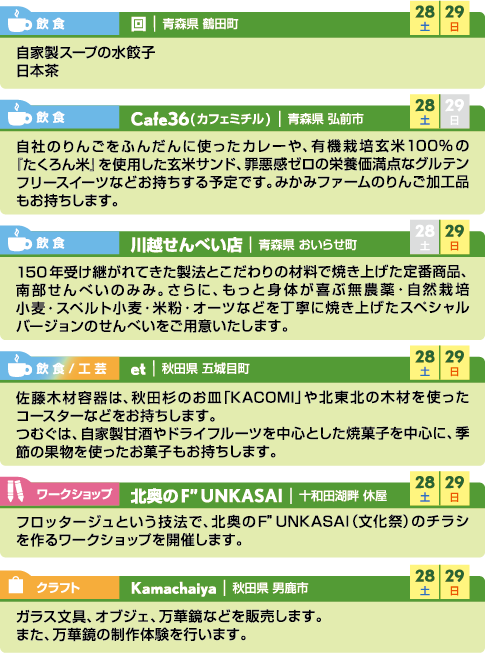 飲食 回 | 青森県 鶴田町 28土 29日
自家製スープの水餃子
日本茶
飲食 Cafe36(カフェミチル) | 青森県 弘前市 28土 29日
自社のりんごをふんだんに使ったカレーや、有機栽培玄米100％の
『たくろん米』を使用した玄米サンド、罪悪感ゼロの栄養価満点なグルテン
フリースイーツなどお持ちする予定です。みかみファームのりんご加工品
もお持ちします。
飲食 川越せんべい店 | 青森県 おいらせ町 28土 29日
150年受け継がれてきた製法とこだわりの材料で焼き上げた定番商品、
南部せんべいのみみ。さらに、もっと身体が喜ぶ無農薬・自然栽培
小麦・スペルト小麦・米粉・オーツなどを丁寧に焼き上げたスペシャル
バージョンのせんべいをご用意いたします。
飲食/工芸 et | 秋田県 五城目町 28土 29日
佐藤木材容器は、秋田杉のお皿「KACOMI」や北東北の木材を使った
コースターなどをお持ちします。
つむぐは、自家製甘酒やドライフルーツを中心とした焼菓子を中心に、季
節の果物を使ったお菓子もお持ちします。
ワークショップ 北奥のF”UNKASAI | 十和田湖畔 休屋 28土 29日
フロッタージュという技法で、北奥のF”UNKASAI（文化祭）のチラシ
を作るワークショップを開催します。
クラフト Kamachaiya | 秋田県 男鹿市 28土 29日
ガラス文具、オブジェ、万華鏡などを販売します。
また、万華鏡の制作体験を行います。